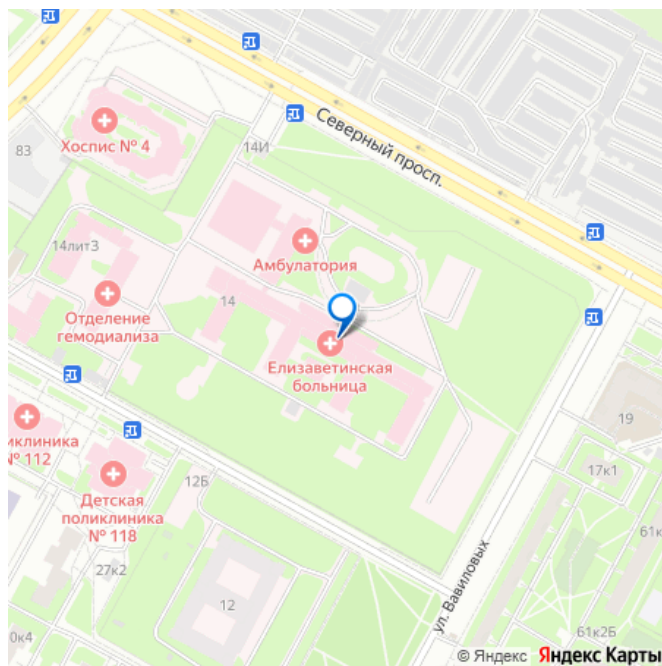 Северный просп.
Хоспис № 4
83
14И
14литЗ
Амбулатория
14
Отделение
гемодиализа
Елизаветинская
больница
19
иклиника
№ 112
Детская
поликлиника
№ 118
12Б
17к1
61к
27к2
12
ул. Вавиловых
0к4
61к2Б
© Яндекс Яндекс Карты